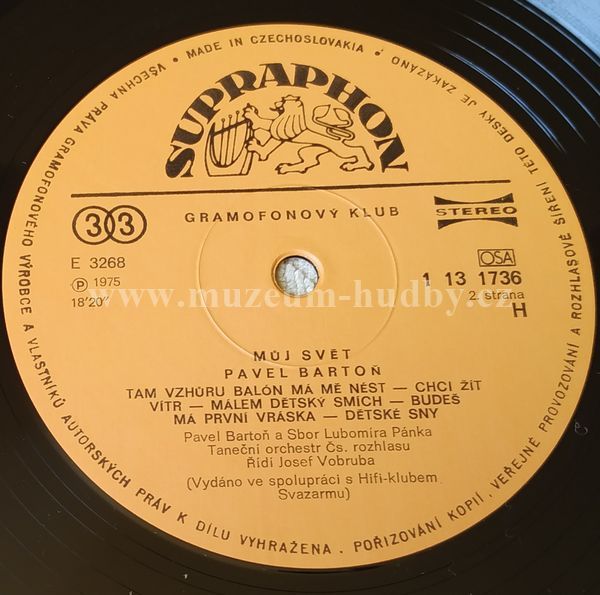 VŠECHNA PRÁVA GRAMOFONOVÉHO VÝROBCE A VLASTNÍKŮ AUTORSKÝCH PRÁV K DÍLU VYHRAŽENA . POŘIZOVÁNÍ KOPIÍ, VEŘEJNÉ PROVOZOVÁNÍ A ROZHLASOVÉ ŠÍŘENÍ TÉTO DESKY JE ZAKÁZÁNO • MADE IN CZECHOSLOVAKIA •
SUPRAPHON
33
GRAMOFONOVÝ KLUB
STEREO
E 3268
OSA
Ⓟ 1975
1 13 1736
18'20"
2. strana
H
www.muzeum-hudby.cz
MŮJ SVĚT
PAVEL BARTOŇ
TAM VZHŮRU BALÓN MÁ MĚ NÉST — CHCI ŽÍT
VÍTR — MÁLEM DĚTSKÝ SMÍCH — BUDEŠ
MÁ PRVNÍ VRÁSKA — DĚTSKÉ SNY
Pavel Bartoň a Sbor Lubomíra Pánka
Taneční orchestr Čs. rozhlasu
Řídí Josef Vobruba
(Vydáno ve spolupráci s Hifi-klubem
Svazarmu)